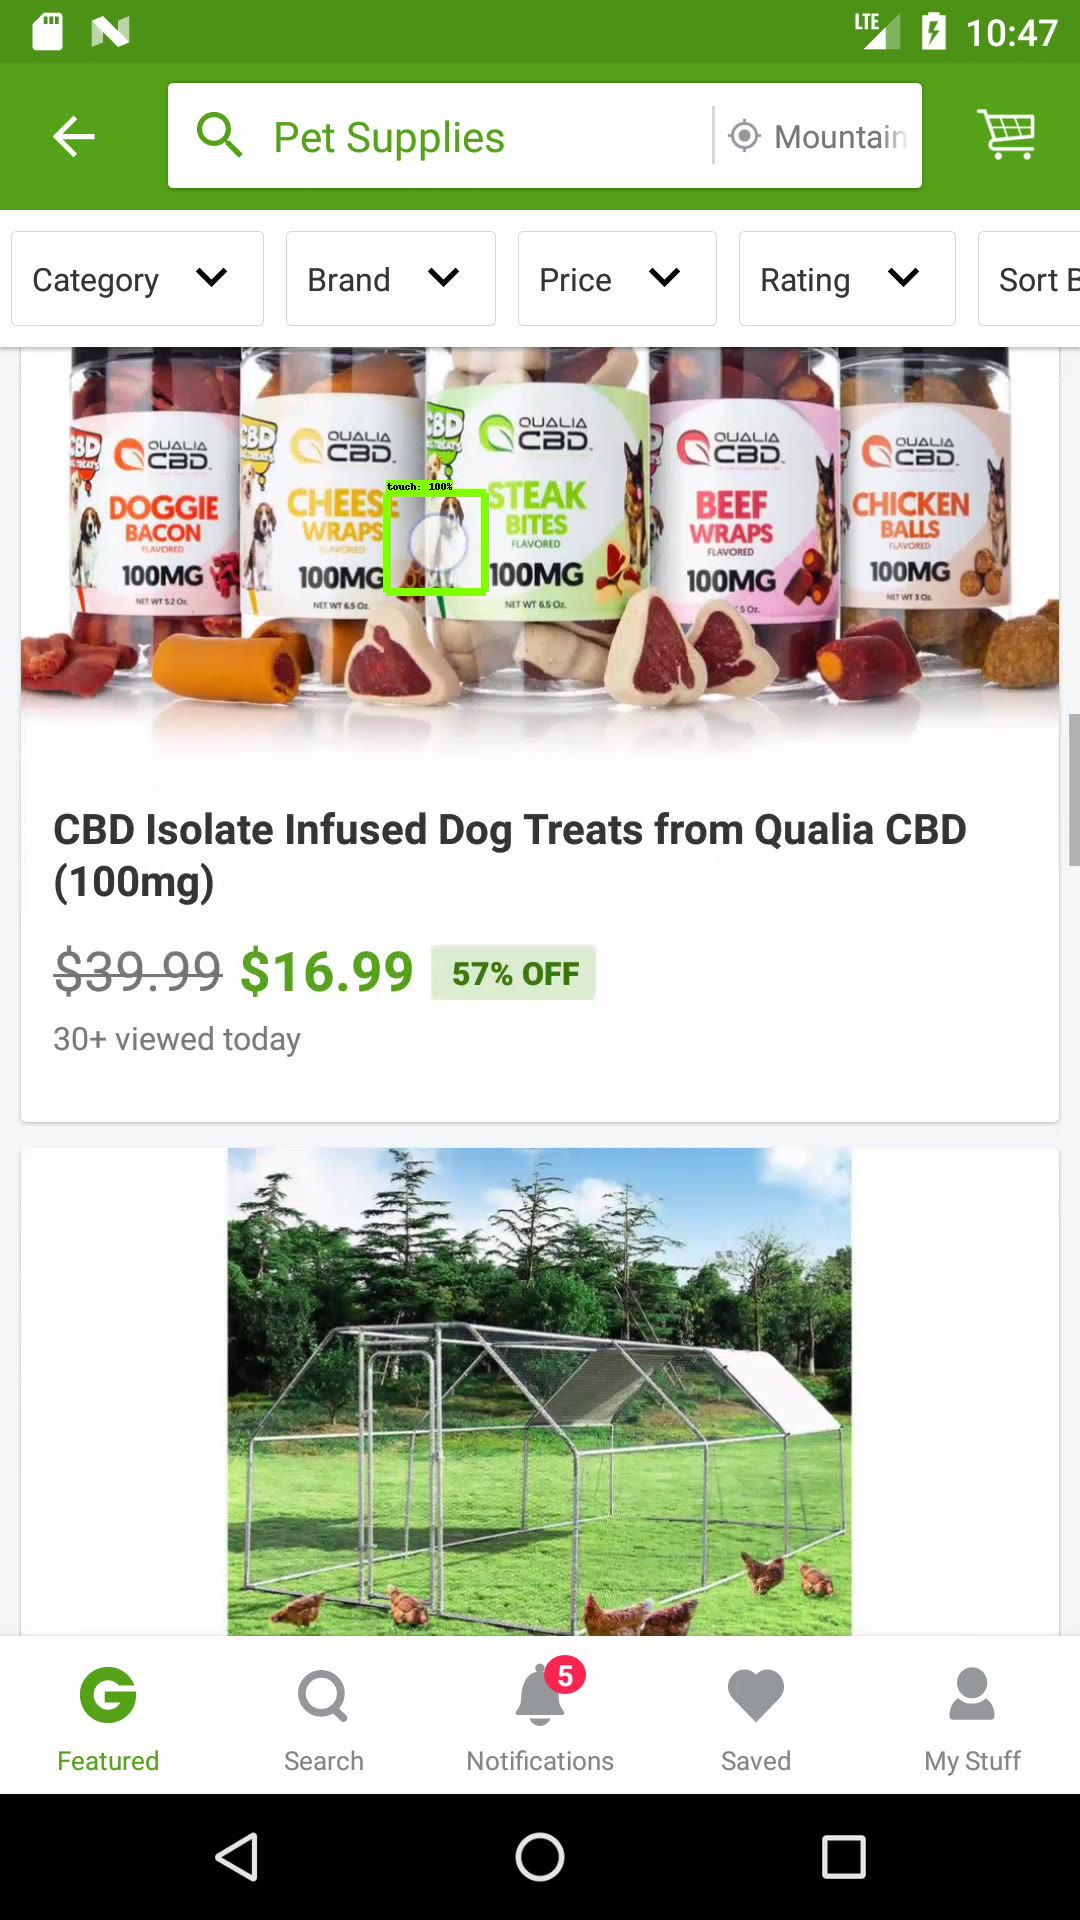 LTE 10:47
Pet Supplies Mountain
Category Brand Price Rating Sort B
QUALIA CBD
DOGGIE
BACON
FLAVORED
100MG
NET WT 5.2 Oz.
QUALIA CBD
CHEESE
WRAPS
FLAVORED
100MG
NET WT 6.5 Oz.
touch: 100%
QUALIA CBD
STEAK
BITES
FLAVORED
100MG
NET WT 6.5 Oz.
QUALIA CBD
BEEF
WRAPS
FLAVORED
100MG
QUALIA CBD
CHICKEN
BALLS
FLAVORED
100MG
NET WT 3 Oz.
CBD Isolate Infused Dog Treats from Qualia CBD
(100mg)
$39.99 $16.99 57% OFF
30+ viewed today
5
Featured Search Notifications Saved My Stuff